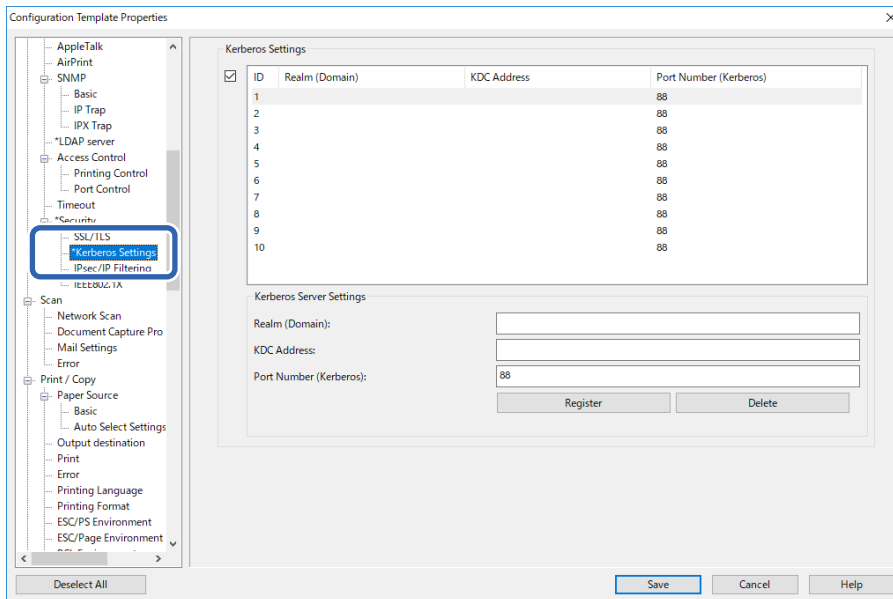 Configuration Template Properties
AppleTalk
AirPrint
SNMP
Basic
IP Trap
IPX Trap
*LDAP server
Access Control
Printing Control
Port Control
Timeout
*Security
SSL/TLS
*Kerberos Settings
IPsec/IP Filtering
IEEE802.1X
Scan
Network Scan
Document Capture Pro
Mail Settings
Error
Print / Copy
Paper Source
Basic
Auto Select Settings
Output destination
Print
Error
Printing Language
Printing Format
ESC/PS Environment
ESC/Page Environment
Kerberos Settings
ID Realm (Domain) KDC Address Port Number (Kerberos)
1 88
2 88
3 88
4 88
5 88
6 88
7 88
8 88
9 88
10 88
Kerberos Server Settings
Realm (Domain):
KDC Address:
Port Number (Kerberos): 88
Register Delete
Deselect All Save Cancel Help